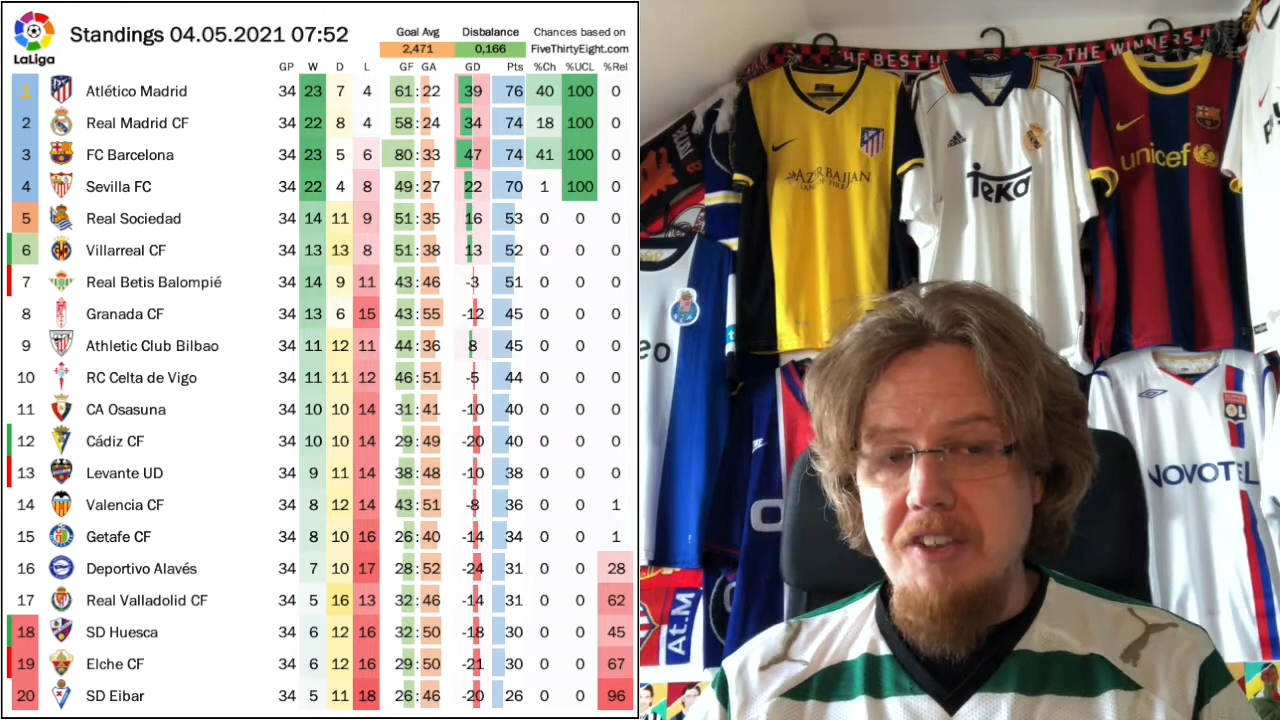 LaLiga
Standings 04.05.2021 07:52
Goal Avg Disbalance Chances based on
2,471 0,166 FiveThirtyEight.com
GP W D L GF GA GD Pts %Ch %UCL %Rel
1 Atlético Madrid 34 23 7 4 61:22 39 76 40 100 0
2 Real Madrid CF 34 22 8 4 58:24 34 74 18 100 0
3 FC Barcelona 34 23 5 6 80:33 47 74 41 100 0
4 Sevilla FC 34 22 4 8 49:27 22 70 1 100 0
5 Real Sociedad 34 14 11 9 51:35 16 53 0 0 0
6 Villarreal CF 34 13 13 8 51:38 13 52 0 0 0
7 Real Betis Balompié 34 14 9 11 43:46 -3 51 0 0 0
8 Granada CF 34 13 6 15 43:55 -12 45 0 0 0
9 Athletic Club Bilbao 34 11 12 11 44:36 8 45 0 0 0
10 RC Celta de Vigo 34 11 11 12 46:51 -5 44 0 0 0
11 CA Osasuna 34 10 10 14 31:41 -10 40 0 0 0
12 Cádiz CF 34 10 10 14 29:49 -20 40 0 0 0
13 Levante UD 34 9 11 14 38:48 -10 38 0 0 0
14 Valencia CF 34 8 12 14 43:51 -8 36 0 0 1
15 Getafe CF 34 8 10 16 26:40 -14 34 0 0 1
16 Deportivo Alavés 34 7 10 17 28:52 -24 31 0 0 28
17 Real Valladolid CF 34 5 16 13 32:46 -14 31 0 0 62
18 SD Huesca 34 6 12 16 32:50 -18 30 0 0 45
19 Elche CF 34 6 12 16 29:50 -21 30 0 0 67
20 SD Eibar 34 5 11 18 26:46 -20 26 0 0 96
THE BEST !! THE WINNERS !!
AZERBAIJAN
LAND OF FIRE
adidas
Teka
unicef
OL
NOVOTEL
At.M